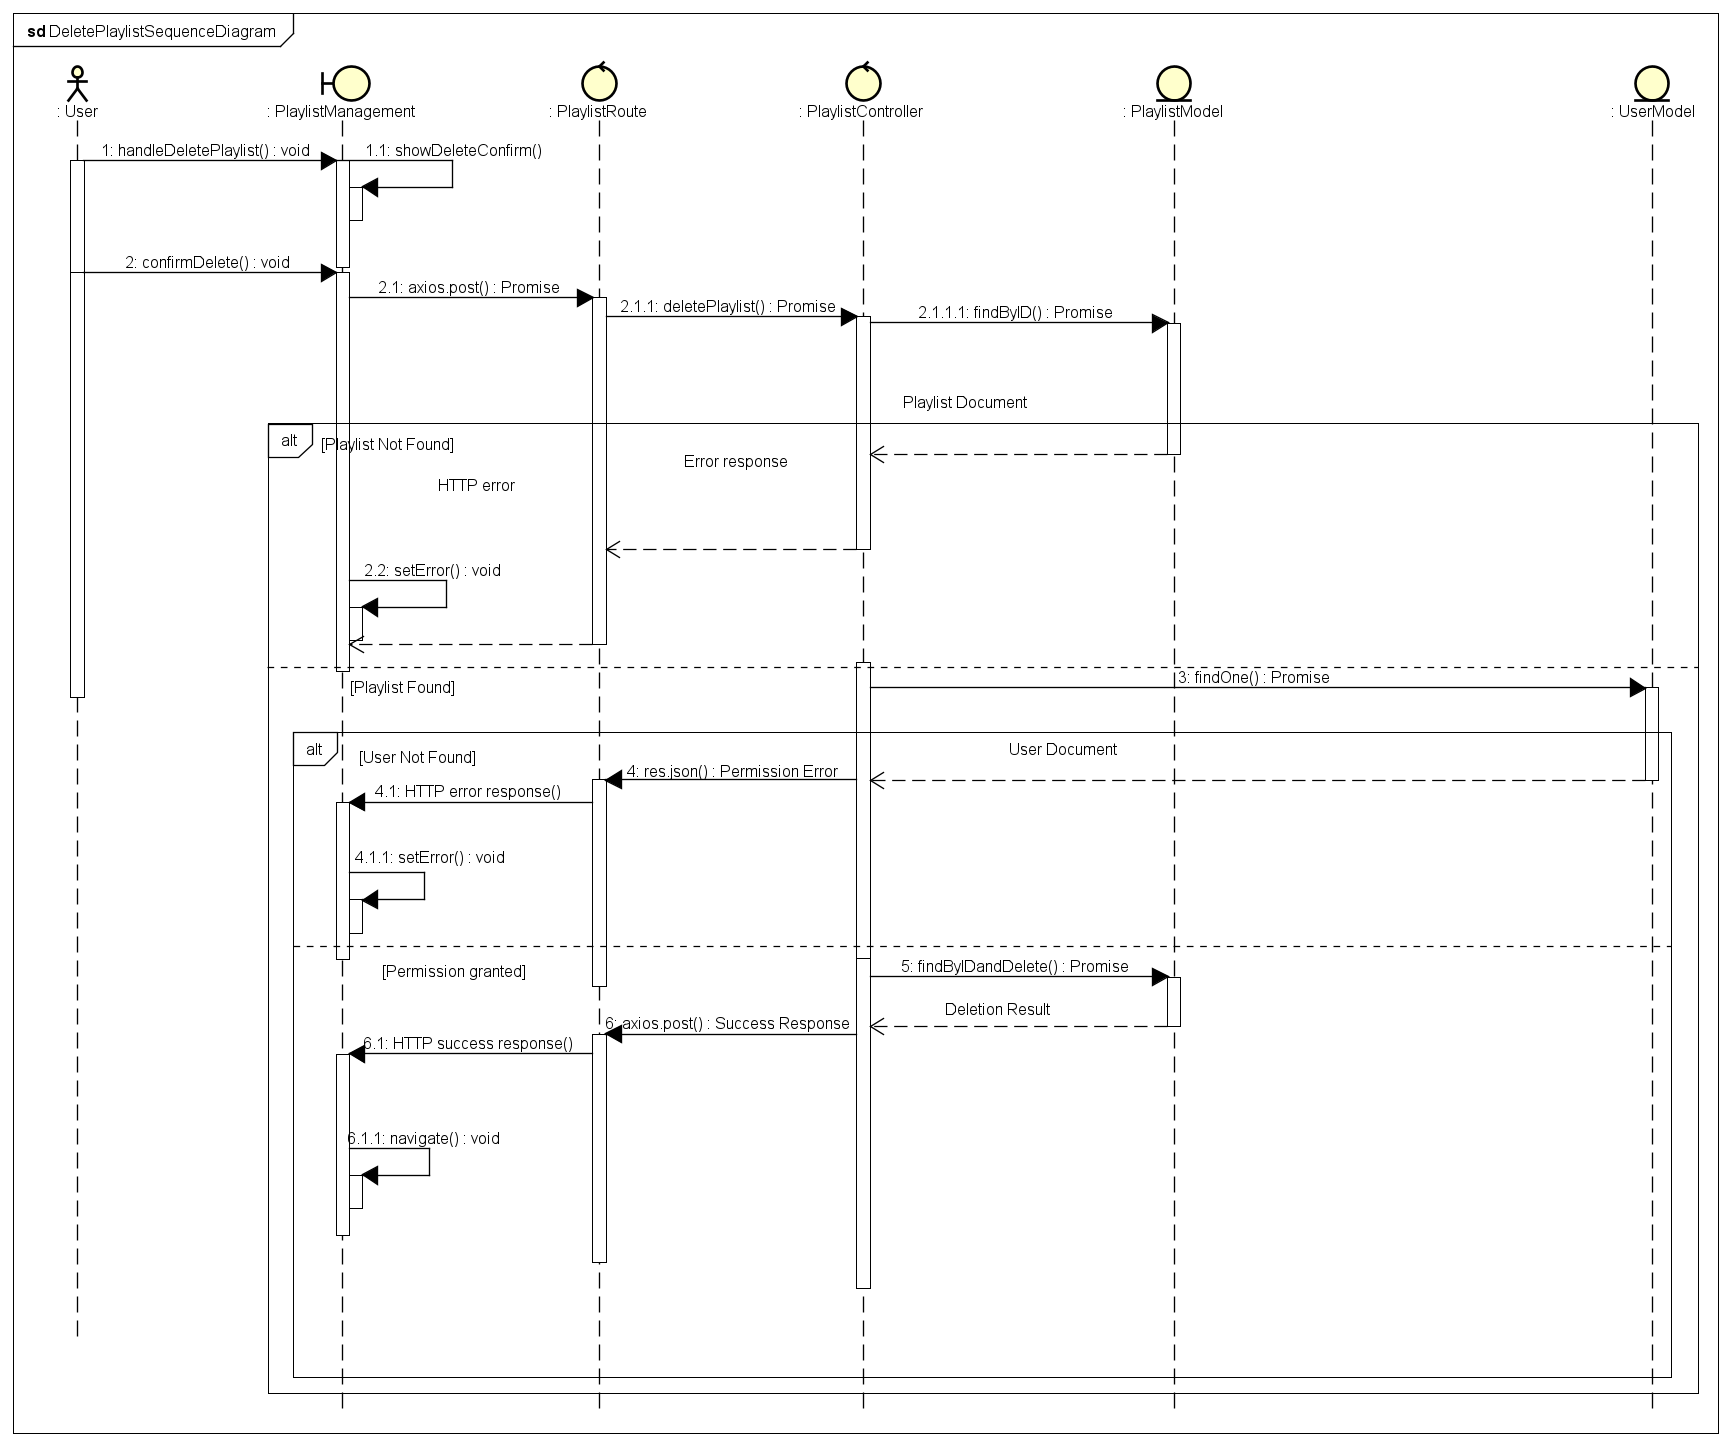 sd DeletePlaylistSequenceDiagram
: User
: PlaylistManagement
: PlaylistRoute
: PlaylistController
: PlaylistModel
: UserModel
1: handleDeletePlaylist() : void
1.1: showDeleteConfirm()
2: confirmDelete() : void
2.1: axios.post() : Promise
2.1.1: deletePlaylist() : Promise
2.1.1.1: findByID() : Promise
Playlist Document
alt
[Playlist Not Found]
Error response
HTTP error
2.2: setError() : void
[Playlist Found]
3: findOne() : Promise
alt
[User Not Found]
User Document
4: res.json() : Permission Error
4.1: HTTP error response()
4.1.1: setError() : void
[Permission granted]
5: findByIDandDelete() : Promise
Deletion Result
6: axios.post() : Success Response
6.1: HTTP success response()
6.1.1: navigate() : void